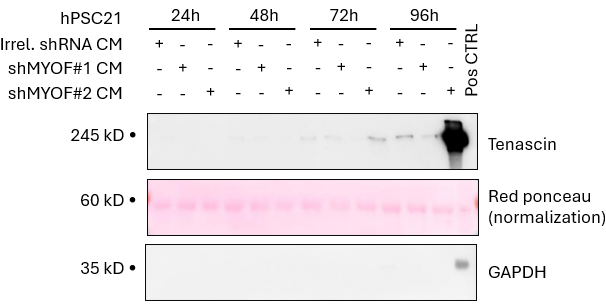 hPSC21 24h 48h 72h 96h
Irrel. shRNA CM + - - + - - + - - + - -
shMYOF#1 CM - + - - + - - + - - + -
shMYOF#2 CM - - + - - + - - + - - +
Pos CTRL
245 kD • Tenascin
60 kD • Red ponceau
(normalization)
35 kD • GAPDH